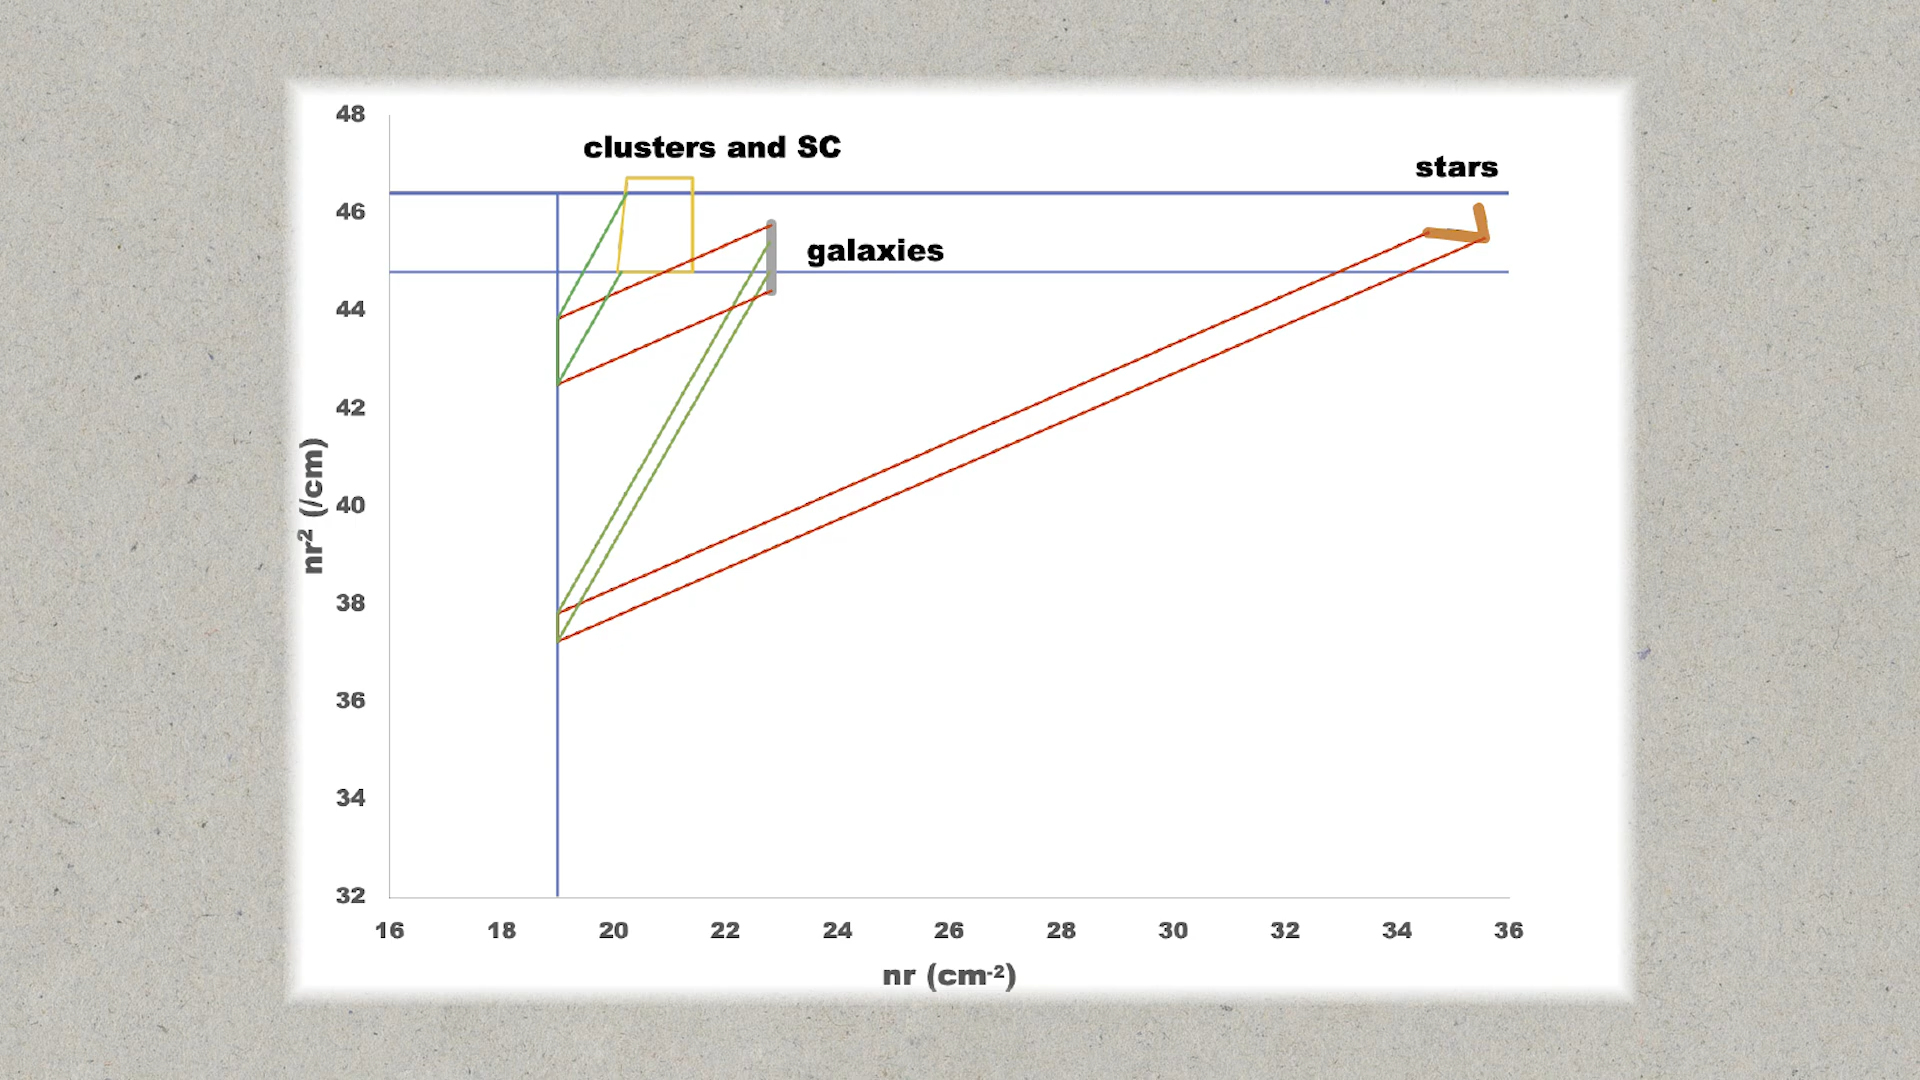 48
clusters and SC
stars
46
galaxies
44
42
nr² (/cm)
40
38
36
34
32
16 18 20 22 24 26 28 30 32 34 36
nr (cm⁻²)